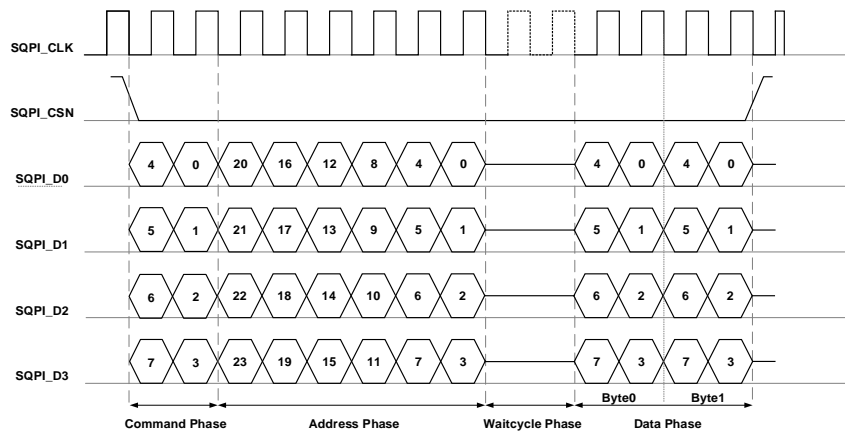 SQPI_CLK
SQPI_CSN
SQPI_D0 4 0 20 16 12 8 4 0 4 0 4 0
SQPI_D1 5 1 21 17 13 9 5 1 5 1 5 1
SQPI_D2 6 2 22 18 14 10 6 2 6 2 6 2
SQPI_D3 7 3 23 19 15 11 7 3 7 3 7 3
Byte0 Byte1
Command Phase Address Phase Waitcycle Phase Data Phase